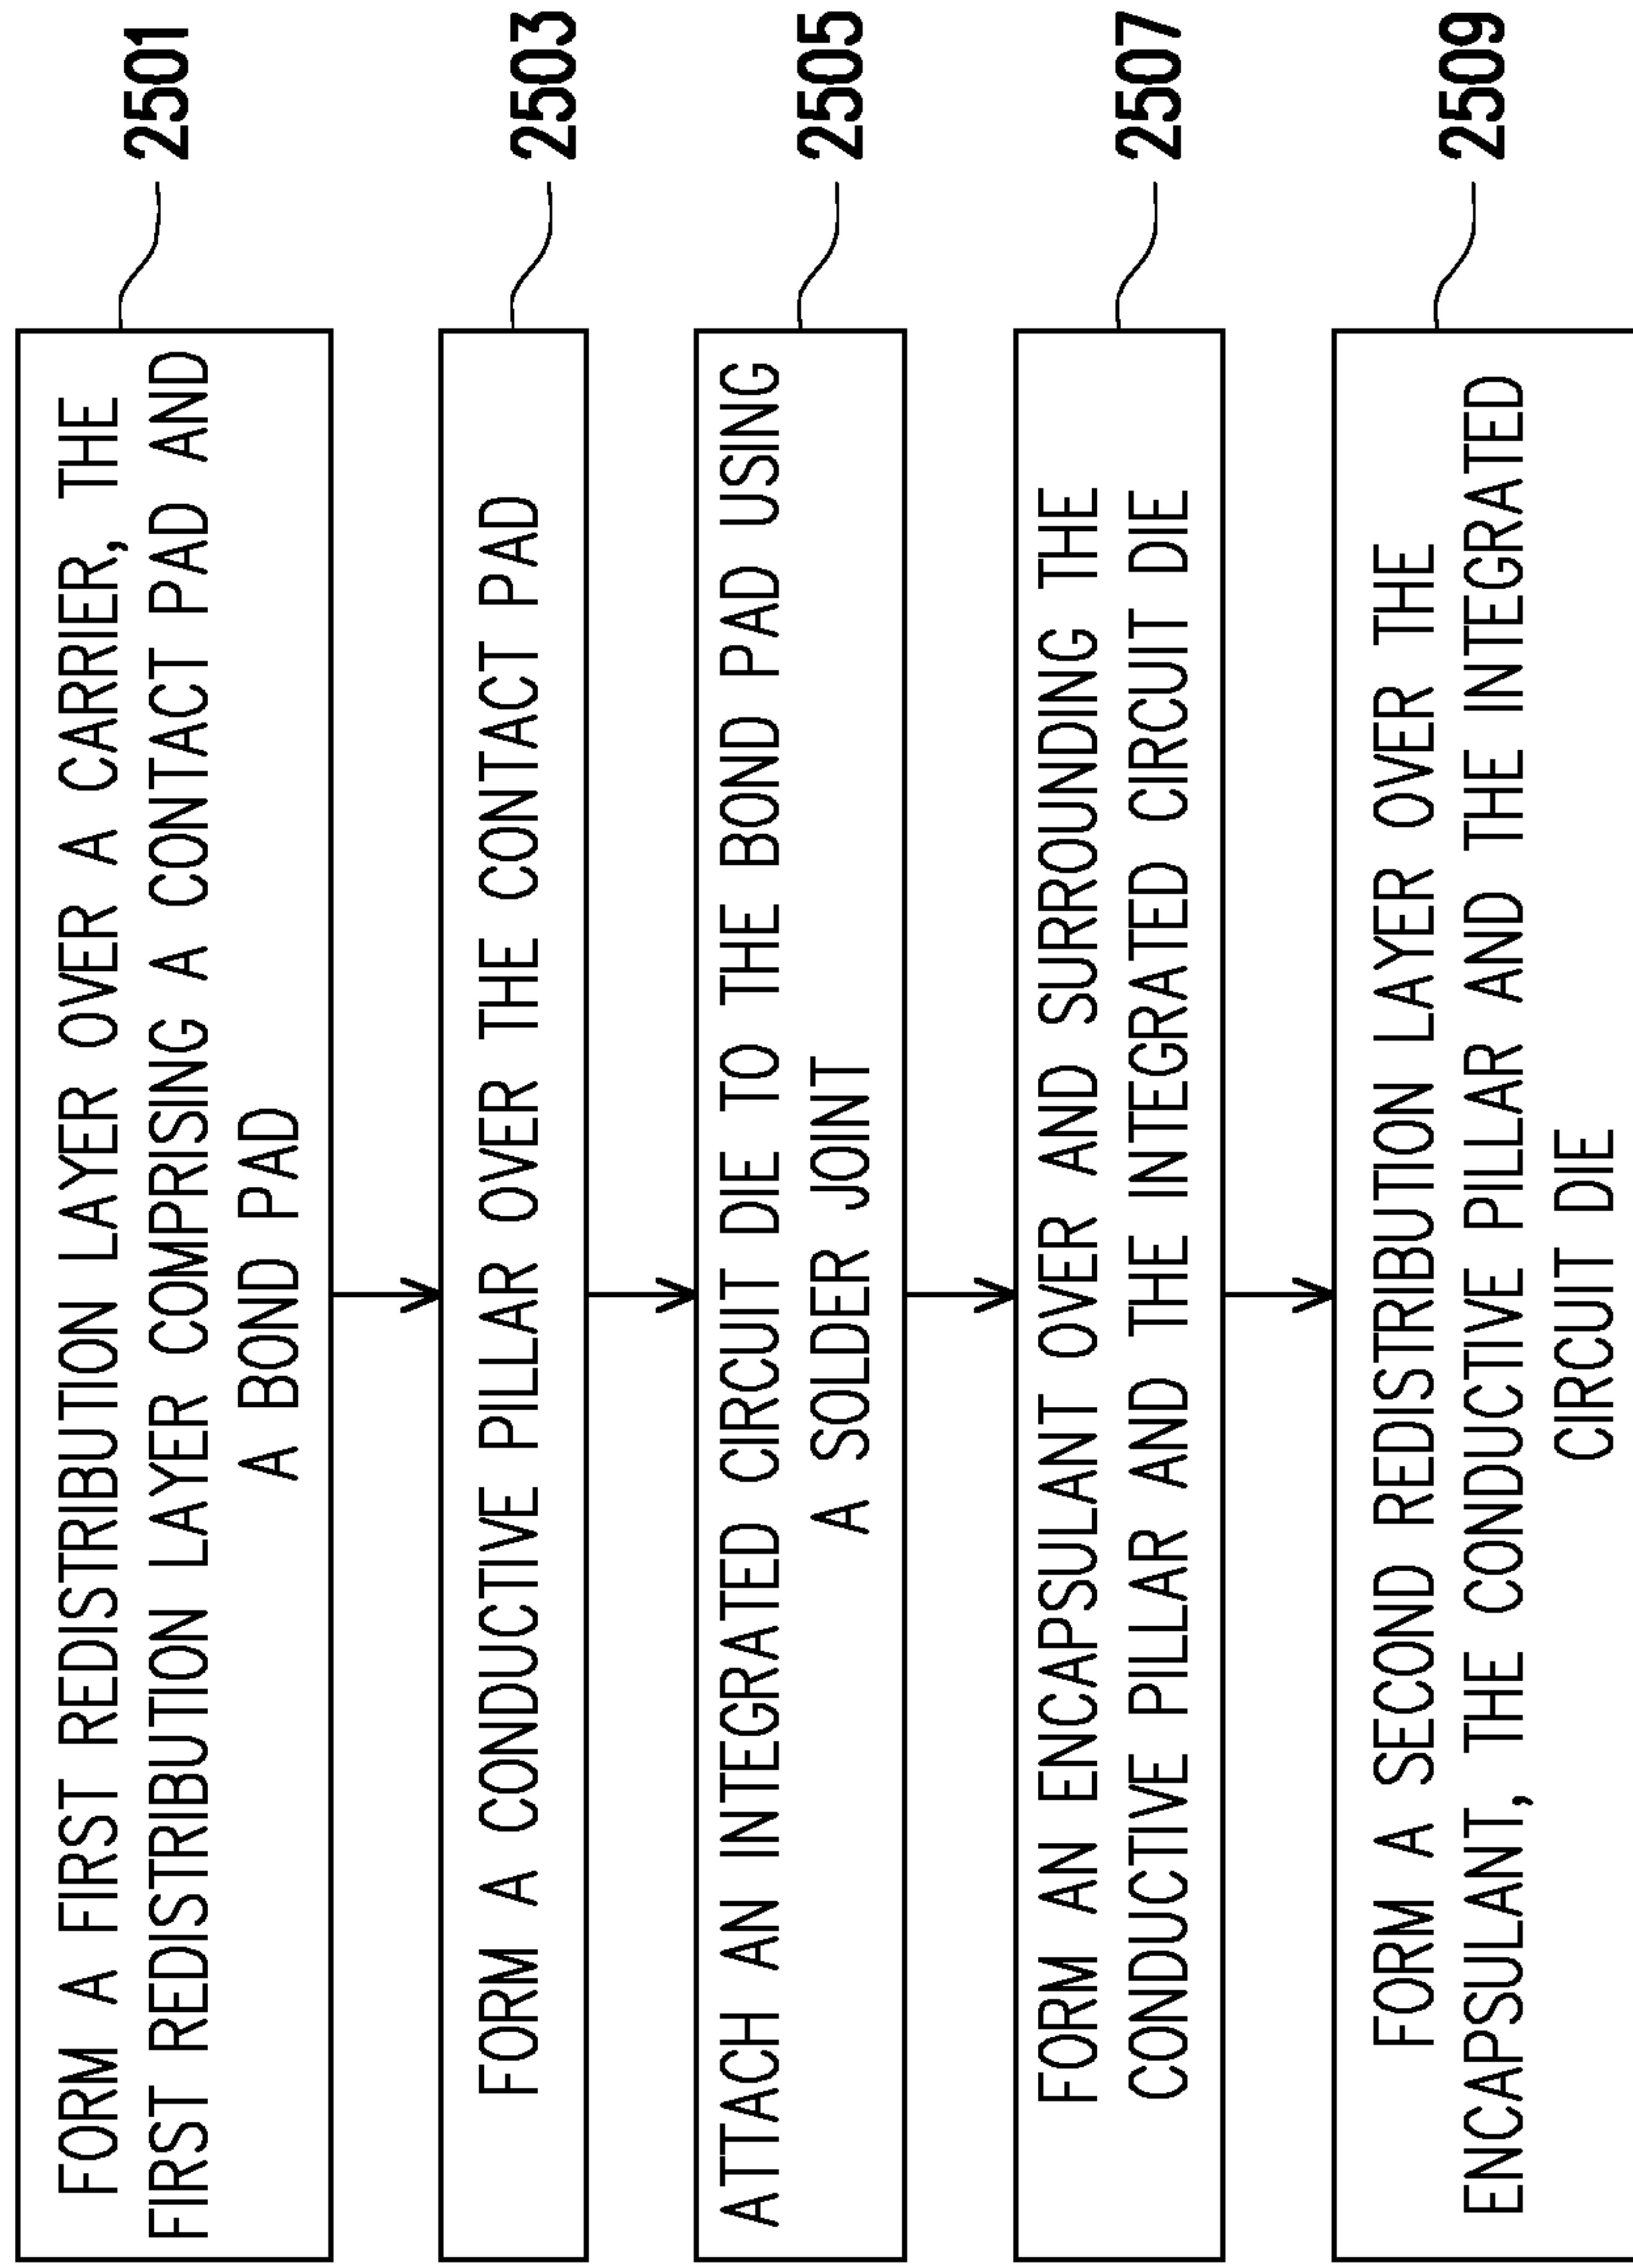 FORM A FIRST REDISTRIBUTION LAYER OVER A CARRIER, THE
FIRST REDISTRIBUTION LAYER COMPRISING A CONTACT PAD AND
A BOND PAD
2501
FORM A CONDUCTIVE PILLAR OVER THE CONTACT PAD
2503
ATTACH AN INTEGRATED CIRCUIT DIE TO THE BOND PAD USING
A SOLDER JOINT
2505
FORM AN ENCAPSULANT OVER AND SURROUNDING THE
CONDUCTIVE PILLAR AND THE INTEGRATED CIRCUIT DIE
2507
FORM A SECOND REDISTRIBUTION LAYER OVER THE
ENCAPSULANT, THE CONDUCTIVE PILLAR AND THE INTEGRATED
CIRCUIT DIE
2509